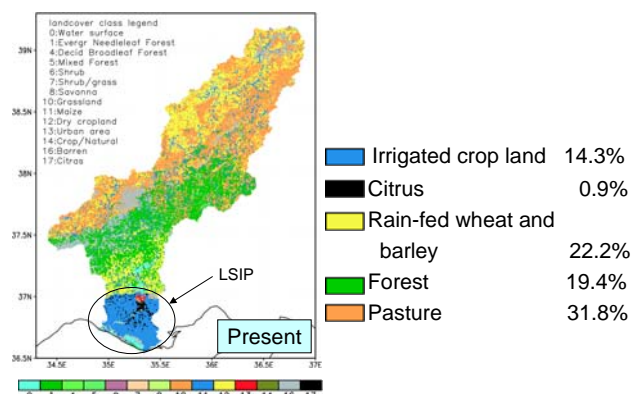 landcover class legend
0:Water surface
1:Evergr Needleleaf Forest
4:Decid Broadleaf Forest
5:Mixed Forest
6:Shrub
7:Shrub/grass
8:Savanna
10:Grassland
11:Maize
12:Dry cropland
13:Urban area
14:Crop/Natural
16:Barren
17:Citras
39N
38.5N
38N
37.5N
37N
36.5N
34.5E
35E
35.5E
36E
36.5E
37E
LSIP
Present
Irrigated crop land 14.3%
Citrus 0.9%
Rain-fed wheat and
barley 22.2%
Forest 19.4%
Pasture 31.8%